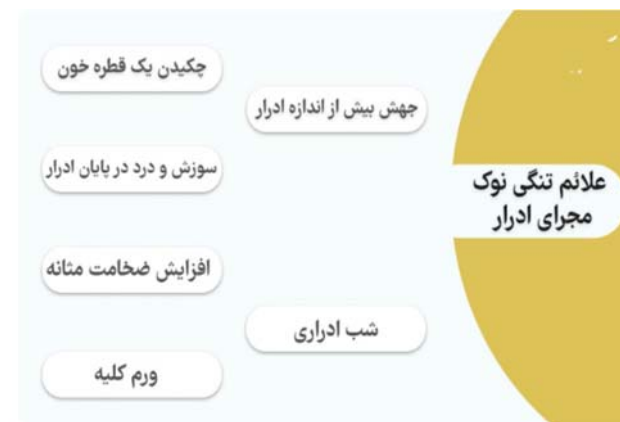 علائم تنگی نوک
مجرای ادرار
جهش بیش از اندازه ادرار
شب ادراری
چکیدن یک قطره خون
سوزش و درد در پایان ادرار
افزایش ضخامت مثانه
ورم کلیه